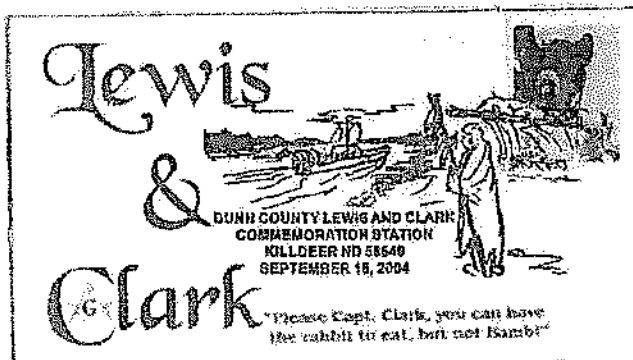 Lewis
&
DUNN COUNTY LEWIS AND CLARK
COMMEMORATION STATION
KILLDEER ND 58640
SEPTEMBER 18, 2004
Clark
G
"Please Capt. Clark, you can have
the rabbit to eat, but not Bambi"